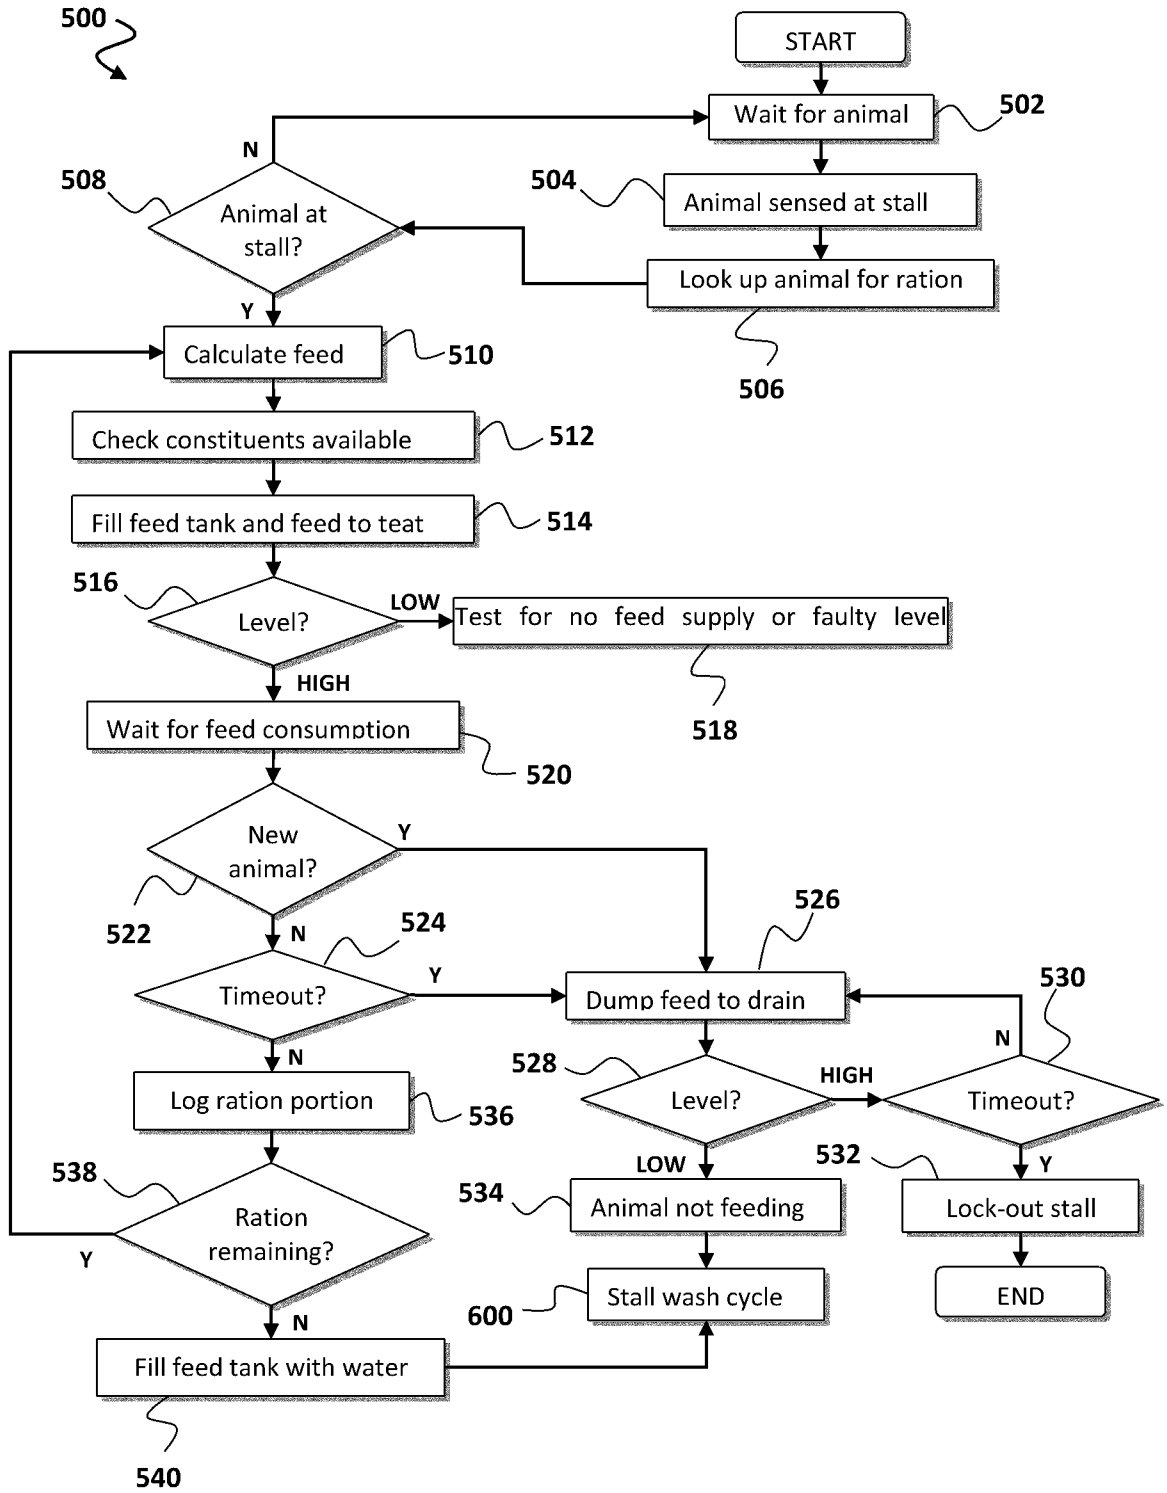 500
START
Wait for animal
502
N
508
504
Animal sensed at stall
Animal at
stall?
Look up animal for ration
506
Y
Calculate feed
510
Check constituents available
512
Fill feed tank and feed to teat
514
516
Level?
LOW
Test for no feed supply or faulty level
518
HIGH
Wait for feed consumption
520
New
animal?
Y
522
N
524
526
Timeout?
Y
Dump feed to drain
530
N
N
528
Level?
HIGH
Timeout?
Log ration portion
536
LOW
532
Y
538
534
Animal not feeding
Lock-out stall
Ration
remaining?
Y
N
600
Stall wash cycle
END
Fill feed tank with water
540